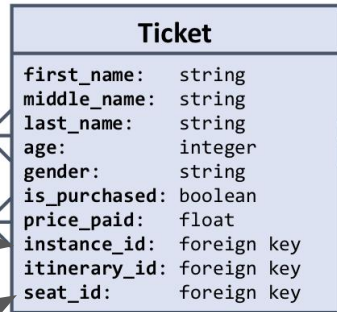 Ticket
first_name: string
middle_name: string
last_name: string
age: integer
gender: string
is_purchased: boolean
price_paid: float
instance_id: foreign key
itinerary_id: foreign key
seat_id: foreign key